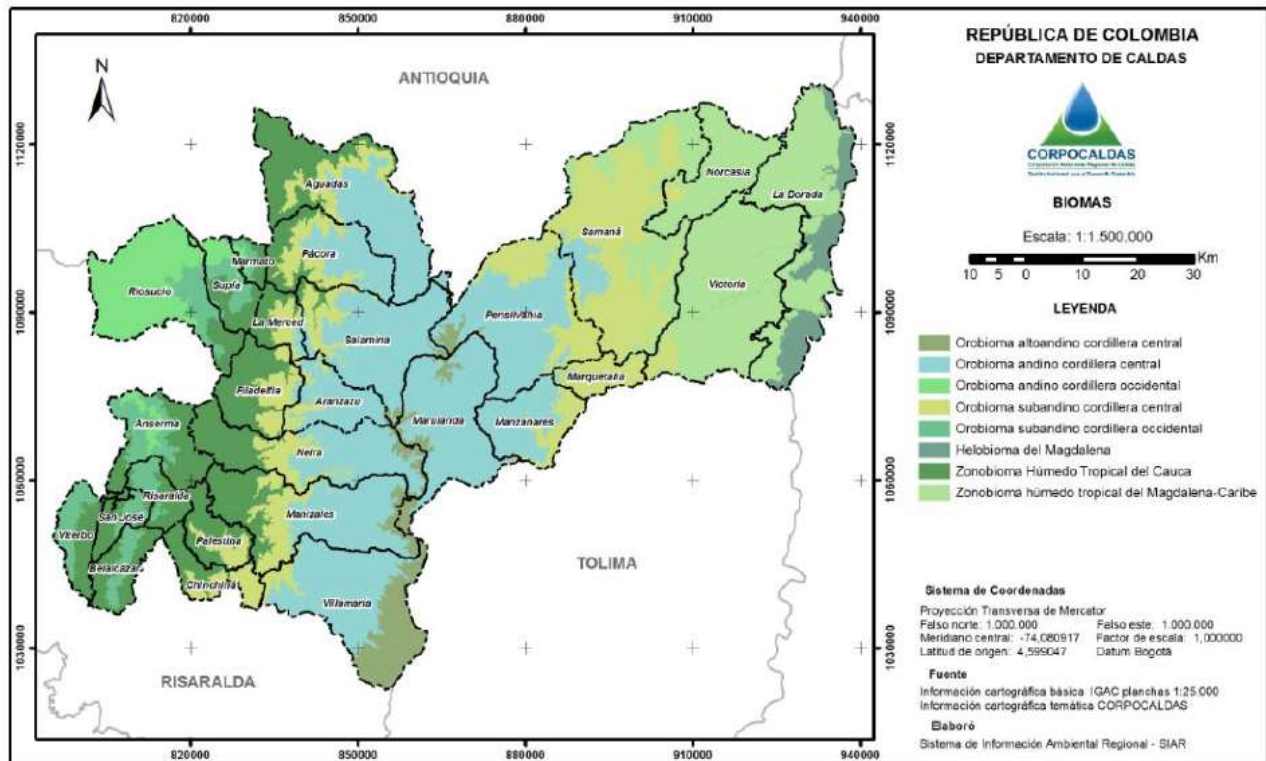 820000 850000 880000 910000 940000
REPÚBLICA DE COLOMBIA
DEPARTAMENTO DE CALDAS
CORPOCALDAS
BIOMAS
Escala: 1:1.500.000
10 5 0 10 20 30 Km
LEYENDA
Orobioma altoandino cordillera central
Orobioma andino cordillera central
Orobioma andino cordillera occidental
Orobioma subandino cordillera central
Orobioma subandino cordillera occidental
Helobioma del Magdalena
Zonobioma Húmedo Tropical del Cauca
Zonobioma húmedo tropical del Magdalena-Caribe
Sistema de Coordenadas
Proyección Transversa de Mercator
Falso norte: 1.000.000 Falso este: 1.000.000
Meridiano central: -74,080917 Factor de escala: 1,000000
Latitud de origen: 4,599047 Datum Bogotá
Fuente
Información cartográfica básica IGAC planchas 1:25.000
Información cartográfica temática CORPOCALDAS
Elaboró
Sistema de Información Ambiental Regional - SIAR
N
ANTIOQUIA
1120000 1120000
Norcasia
La Dorada
Aguadas
Samaná
Pácora
Marmato
Supía
Riosucio
Victoria
1090000 1090000
La Merced
Salamina
Pensilvania
Marquetalia
Filadelfia
Aranzazu
Marulanda
Manzanares
Anserma
Neira
1060000 1060000
Risaralda
San José
Manizales
Viterbo
Palestina
Belalcázar
Chinchiná
Villamaría
TOLIMA
1030000 1030000
RISARALDA
820000 850000 880000 910000 940000